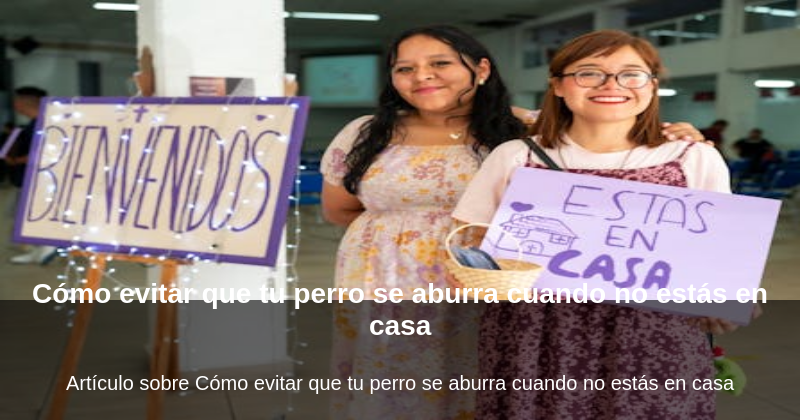 BIENVENIDOS
ESTÁS
EN
CASA
Cómo evitar que tu perro se aburra cuando no estás en
casa
Artículo sobre Cómo evitar que tu perro se aburra cuando no estás en casa